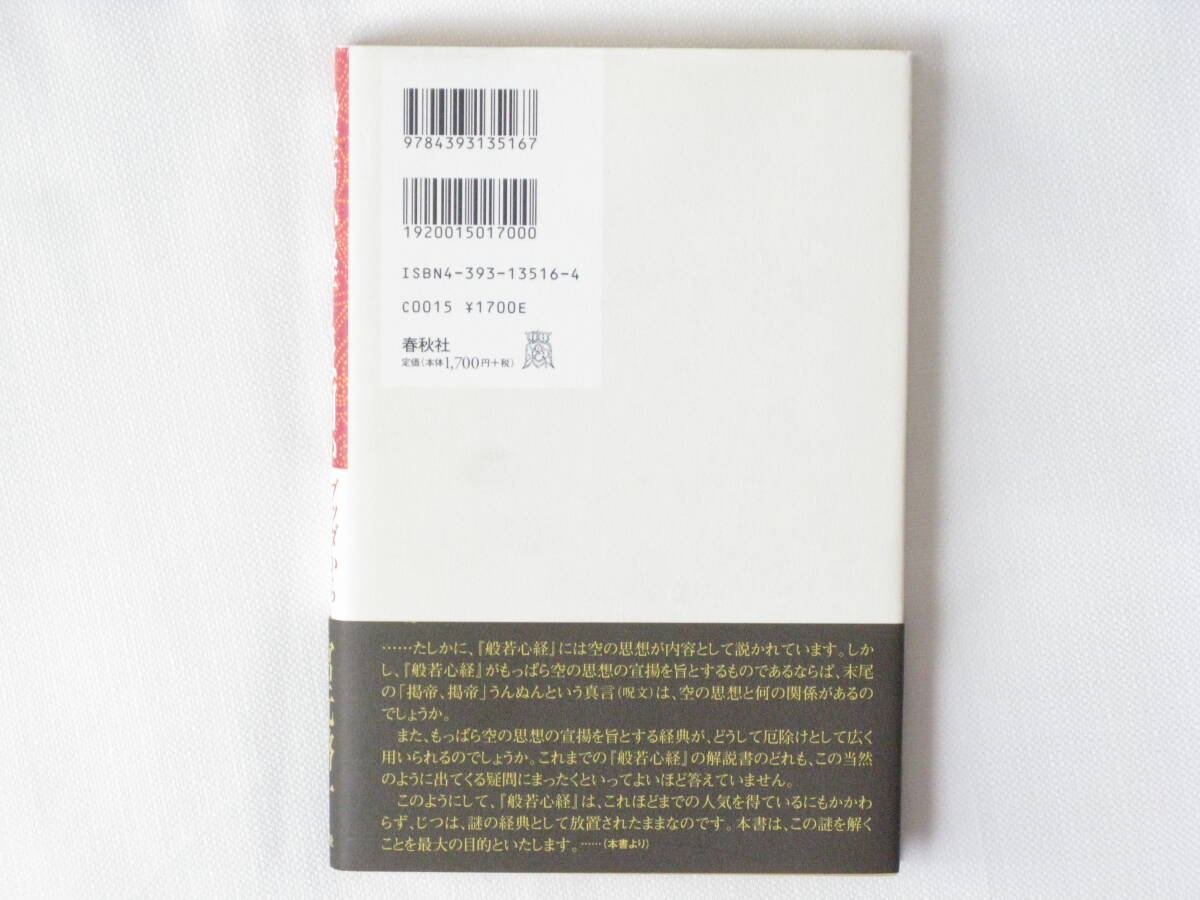 9784393135167
1920015017000
ISBN4-393-13516-4
C0015 ¥1700E
春秋社
定価(本体1,700円+税)
ブッダから
……たしかに、『般若心経』には空の思想が内容として説かれています。しか
し、『般若心経』がもっぱら空の思想の宣揚を旨とするものであるならば、末尾
の「掲帝、掲帝」うんぬんという真言(呪文)は、空の思想と何の関係があるの
でしょうか。
また、もっぱら空の思想の宣揚を旨とする経典が、どうして厄除けとして広く
用いられるのでしょうか。これまでの『般若心経』の解説書のどれも、この当然
のように出てくる疑問にまったくといってよいほど答えていません。
このようにして、『般若心経』は、これほどまでの人気を得ているにもかかわ
らず、じつは、謎の経典として放置されたままなのです。本書は、この謎を解く
ことを最大の目的といたします。……(本書より)